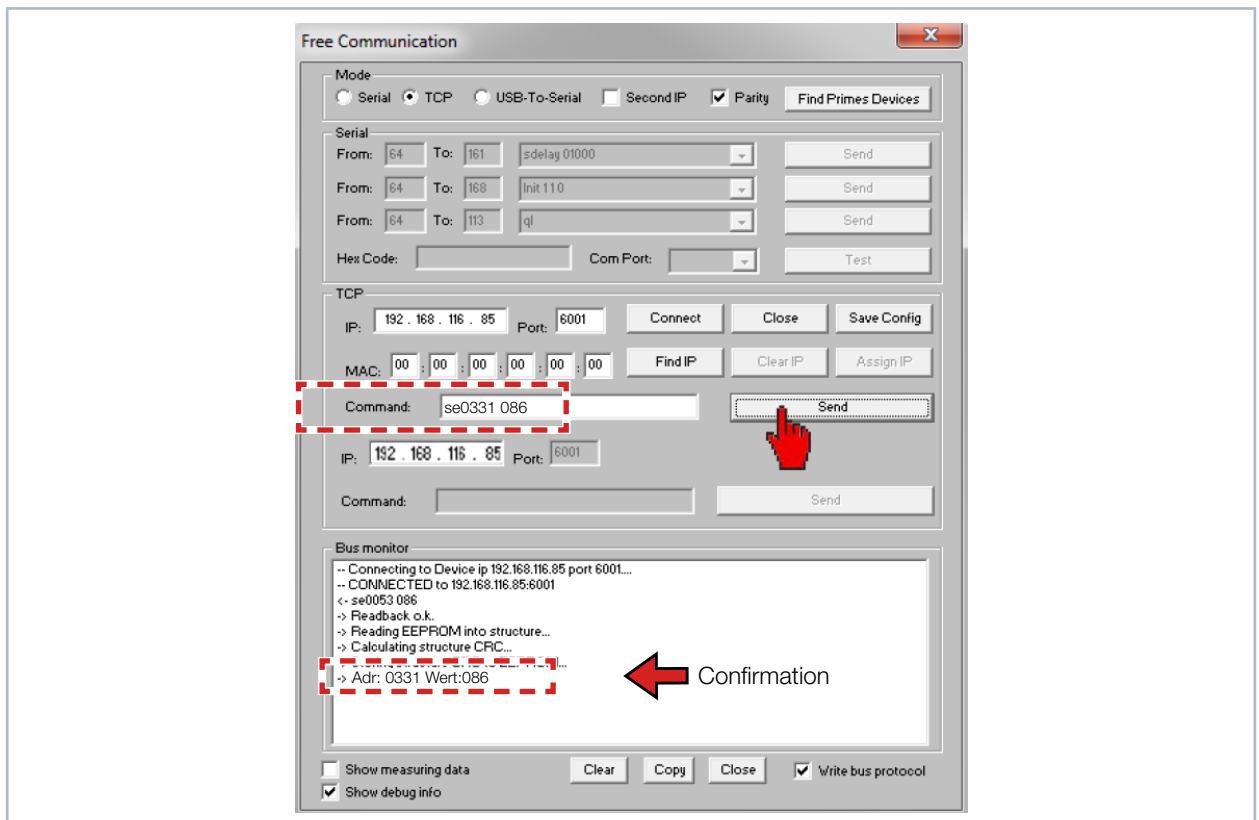 Free Communication
Mode
Serial TCP USB-To-Serial Second IP Parity Find Primes Devices
Serial
From: 64 To: 161 sdelay 01000 Send
From: 64 To: 168 Init 11 0 Send
From: 64 To: 113 ql Send
Hex Code: Com Port: Test
TCP
IP: 192 . 168 . 116 . 85 Port: 6001 Connect Close Save Config
MAC: 00 : 00 : 00 : 00 : 00 : 00 Find IP Clear IP Assign IP
Command: se0331 086 Send
IP: 192 . 168 . 116 . 85 Port: 6001
Command: Send
Bus monitor
-- Connecting to Device ip 192.168.116.85 port 6001....
-- CONNECTED to 192.168.116.85:6001
<- se0053 086
-> Readback o.k.
-> Reading EEPROM into structure...
-> Calculating structure CRC...
-> Adr: 0331 Wert:086 Confirmation
Show measuring data Clear Copy Close Write bus protocol
Show debug info